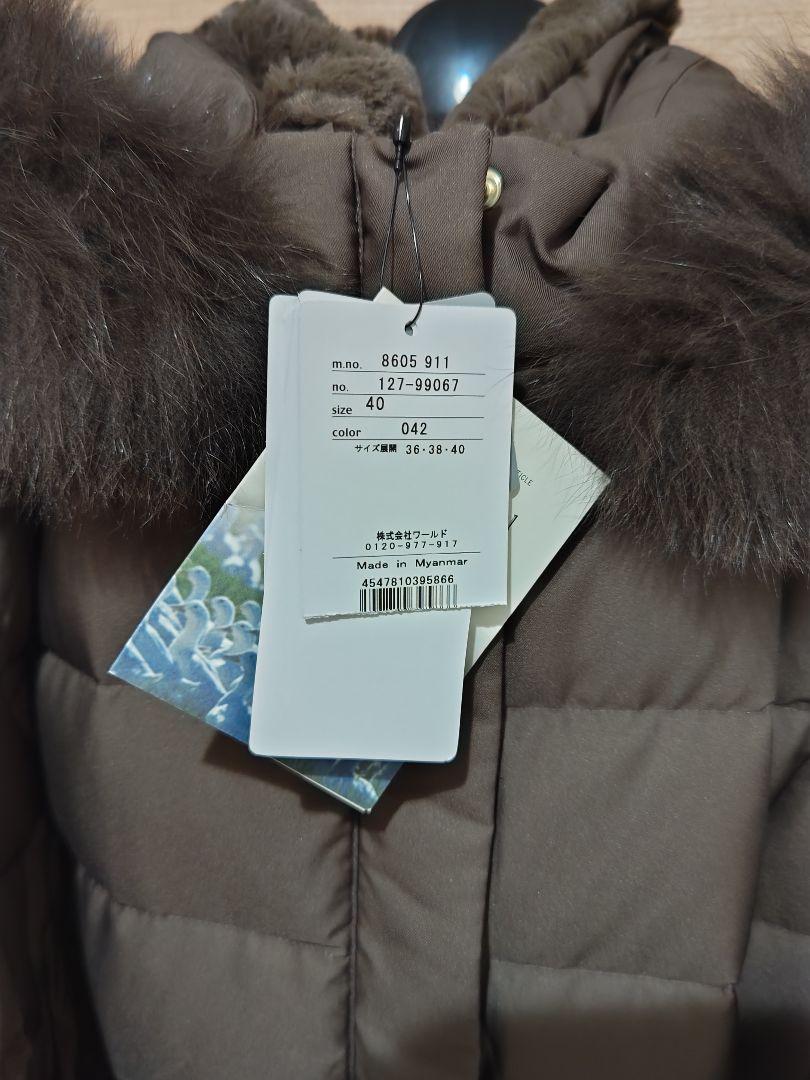 m.no. 8605 911
no. 127-99067
size 40
color 042
サイズ展開 36・38・40
株式会社ワールド
0120-977-917
Made in Myanmar
4547810395866